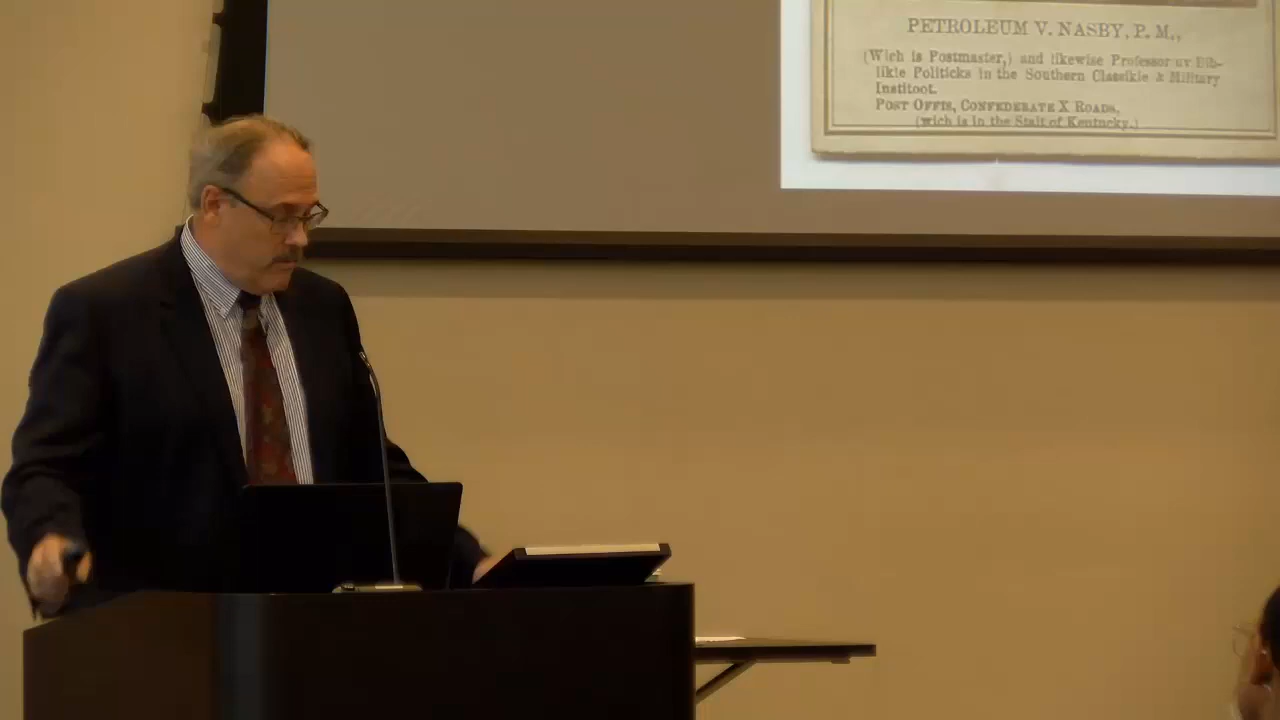 PETROLEUM V. NASBY, P. M.,
(Wich is Postmaster,) and likewise Professor uv Bib-
likle Politicks in the Southern Classikle & Military
Institoot.
POST OFFIS, CONFEDERATE X ROADS,
(wich is in the Stait of Kentucky.)